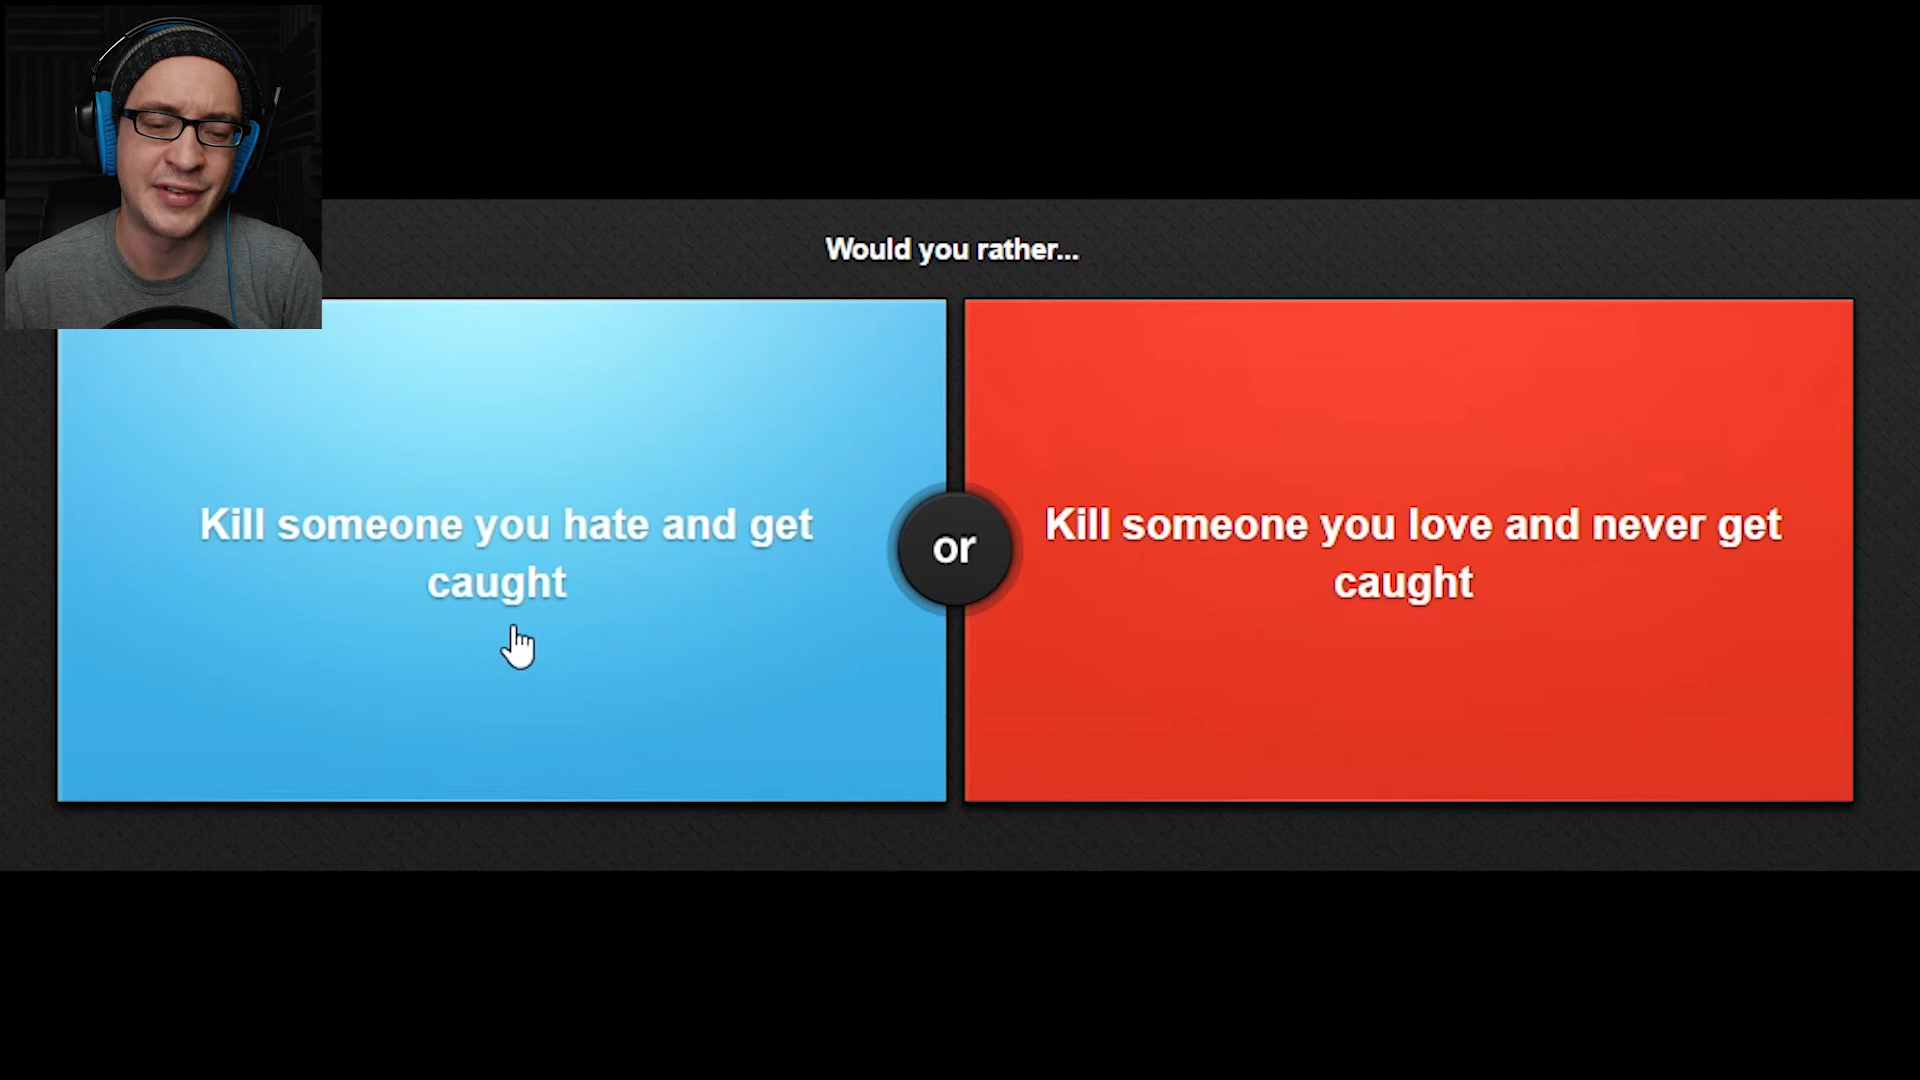 Would you rather...
Kill someone you hate and get
caught
or
Kill someone you love and never get
caught